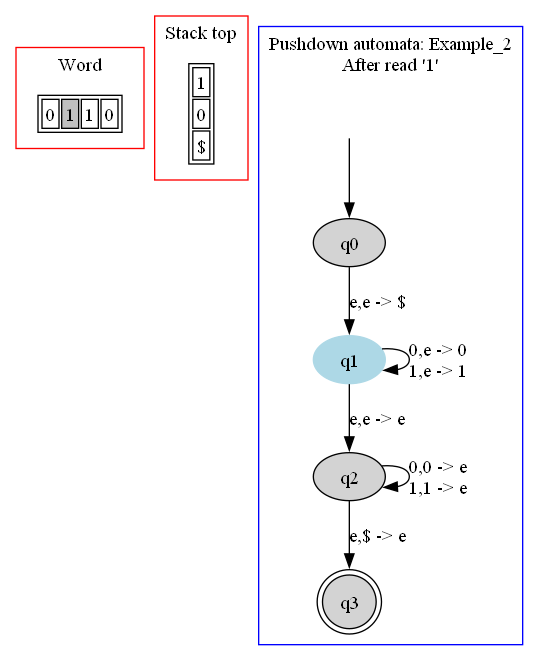 Word
0 1 1 0
Stack top
1
0
$
Pushdown automata: Example_2
After read '1'
q0
e,e -> $
q1
0,e -> 0
1,e -> 1
e,e -> e
q2
0,0 -> e
1,1 -> e
e,$ -> e
q3